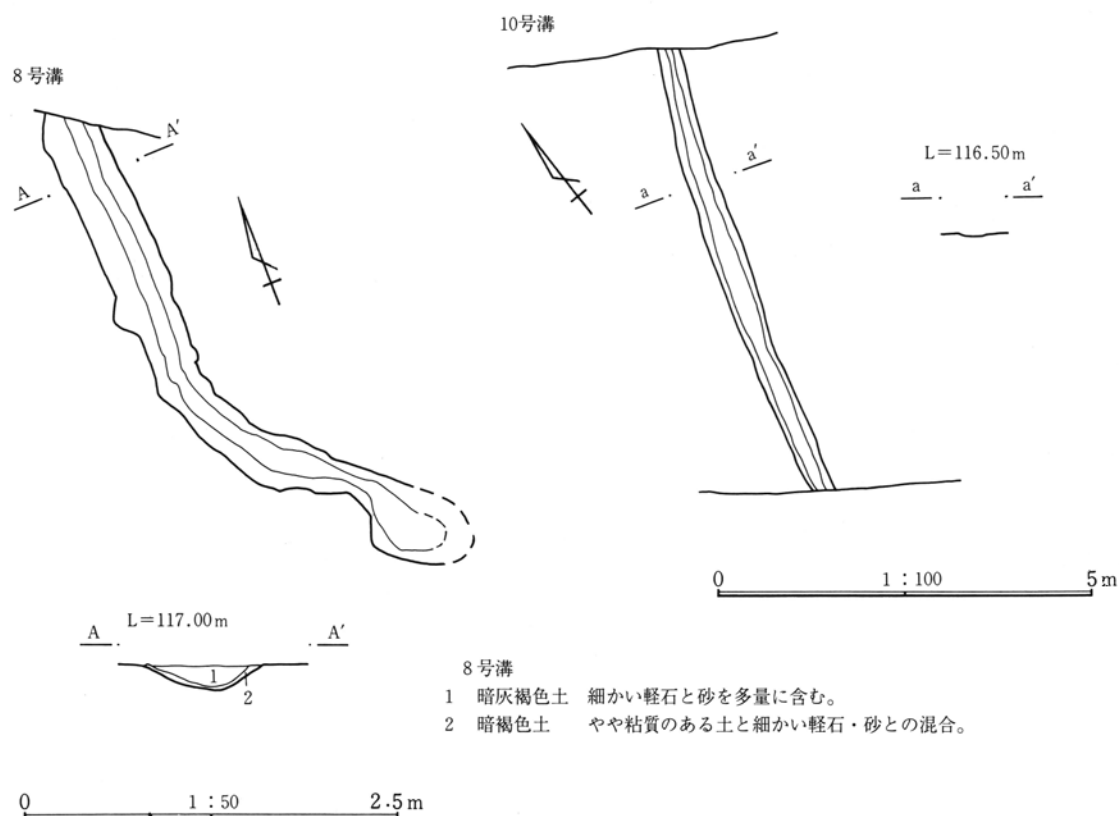 10号溝
8号溝
A′
A
a′
a
L=116.50m
a a′
0 1:100 5m
L=117.00m
A A′
1
2
8号溝
1 暗灰褐色土 細かい軽石と砂を多量に含む。
2 暗褐色土 やや粘質のある土と細かい軽石・砂との混合。
0 1:50 2.5m